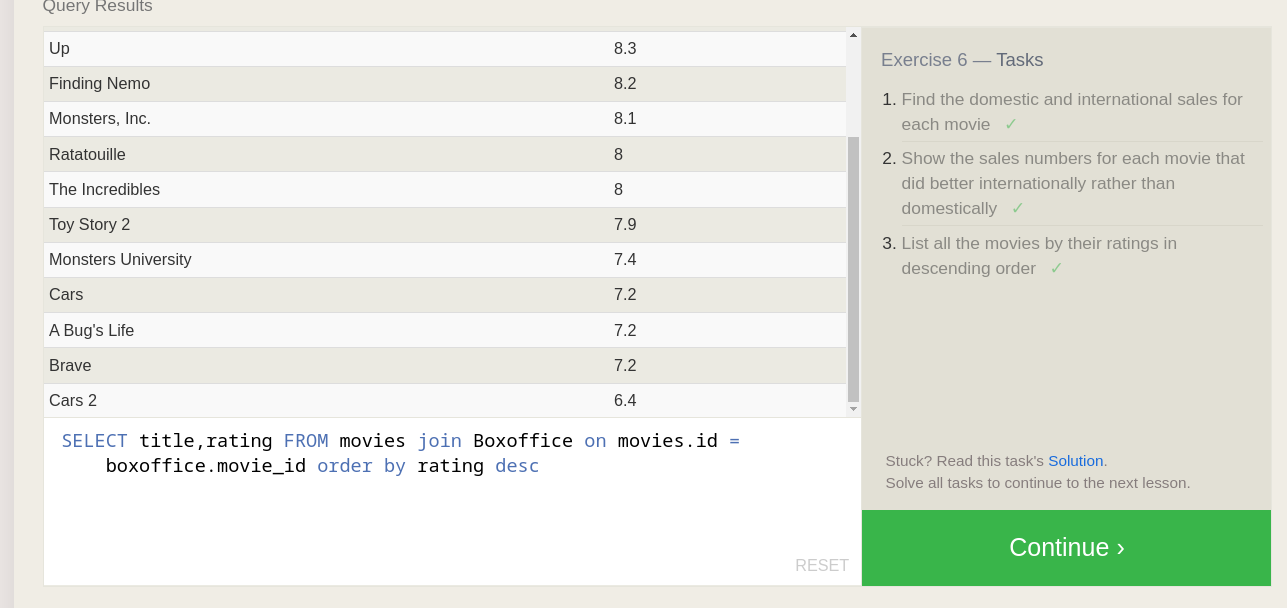 Query Results
Up 8.3
Finding Nemo 8.2
Monsters, Inc. 8.1
Ratatouille 8
The Incredibles 8
Toy Story 2 7.9
Monsters University 7.4
Cars 7.2
A Bug's Life 7.2
Brave 7.2
Cars 2 6.4
SELECT title,rating FROM movies join Boxoffice on movies.id =
boxoffice.movie_id order by rating desc
RESET
Exercise 6 — Tasks
1. Find the domestic and international sales for
each movie ✓
2. Show the sales numbers for each movie that
did better internationally rather than
domestically ✓
3. List all the movies by their ratings in
descending order ✓
Stuck? Read this task's Solution.
Solve all tasks to continue to the next lesson.
Continue ›